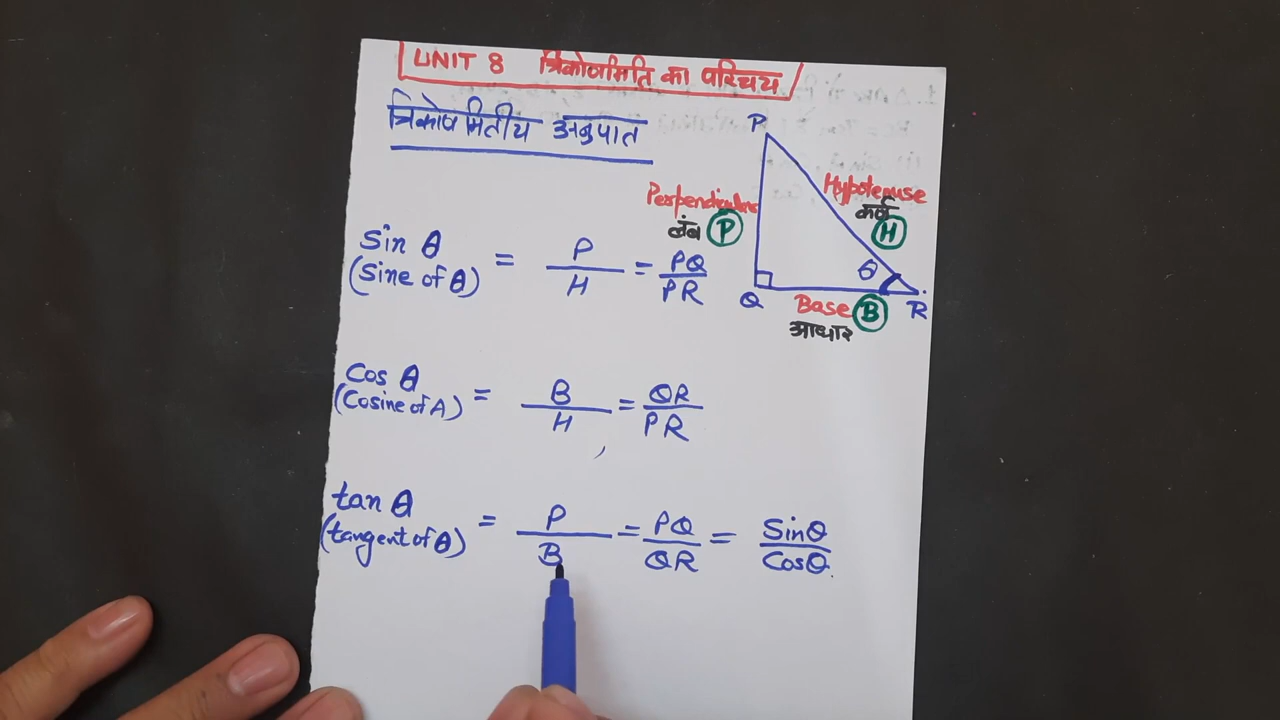 UNIT 8 त्रिकोणमिति का परिचय
त्रिकोणमितीय अनुपात
P
Perpendicular
लंब P
Hypotenuse
कर्ण
H
θ
Q
R
Base B
आधार
Sin θ
(Sine of θ)
= P/H = PQ/PR
Cos θ
(Cosine of A)
= B/H = QR/PR
tan θ
(tangent of θ)
= P/B = PQ/QR = Sinθ/Cosθ